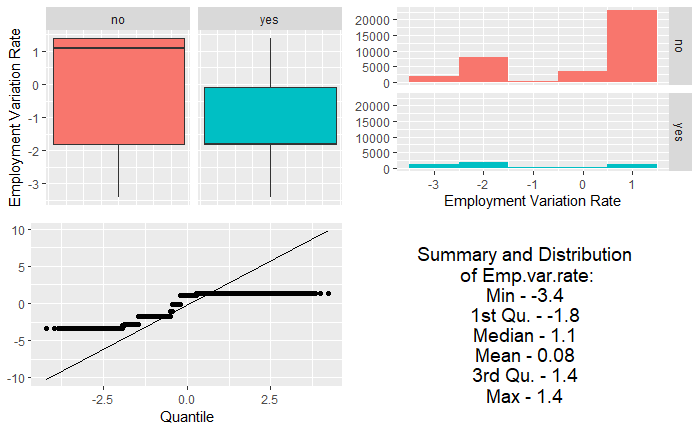 no
yes
Employment Variation Rate
1
0
-1
-2
-3
20000
15000
10000
5000
0
no
20000
15000
10000
5000
0
yes
-3
-2
-1
0
1
Employment Variation Rate
10
5
0
-5
-10
-2.5
0.0
2.5
Quantile
Summary and Distribution
of Emp.var.rate:
Min - -3.4
1st Qu. - -1.8
Median - 1.1
Mean - 0.08
3rd Qu. - 1.4
Max - 1.4